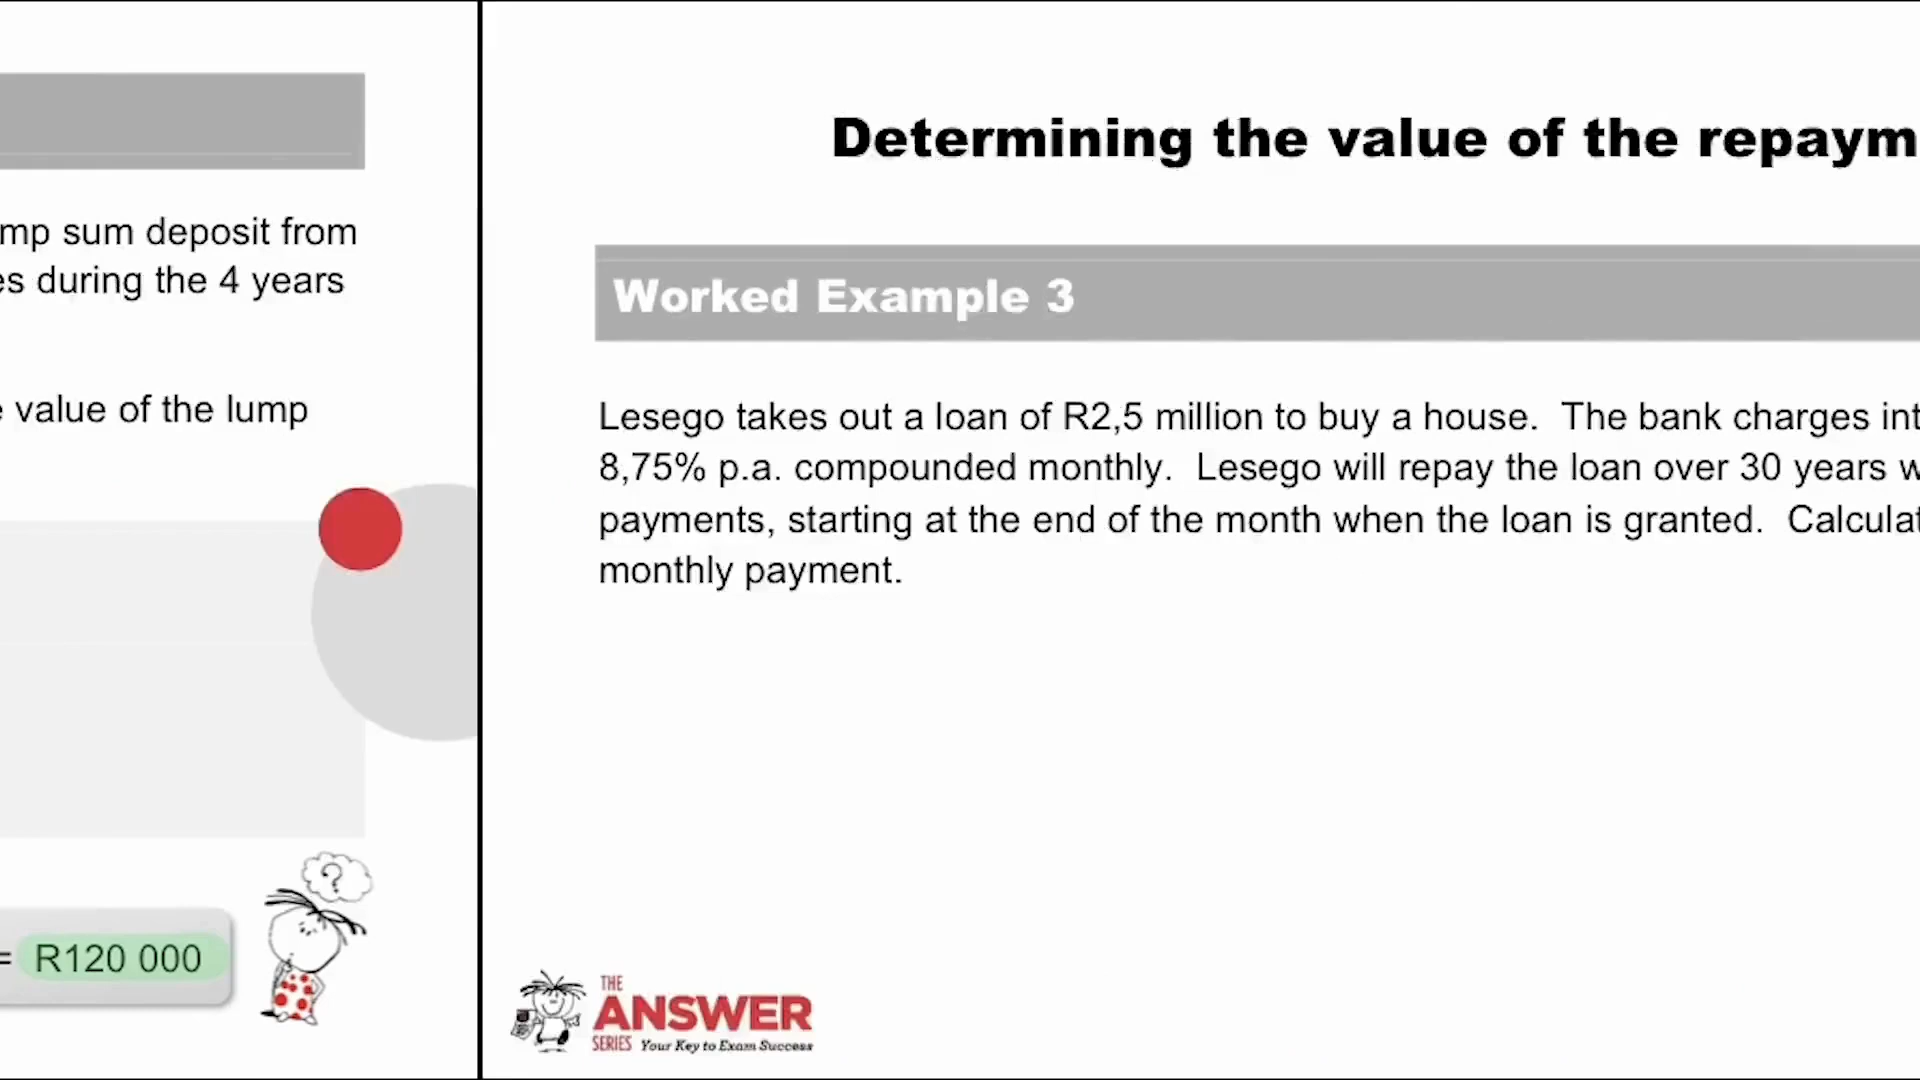 mp sum deposit from
es during the 4 years
value of the lump
= R120 000
?
Determining the value of the repaym
Worked Example 3
Lesego takes out a loan of R2,5 million to buy a house. The bank charges int
8,75% p.a. compounded monthly. Lesego will repay the loan over 30 years w
payments, starting at the end of the month when the loan is granted. Calculat
monthly payment.
THE
ANSWER
SERIES Your Key to Exam Success